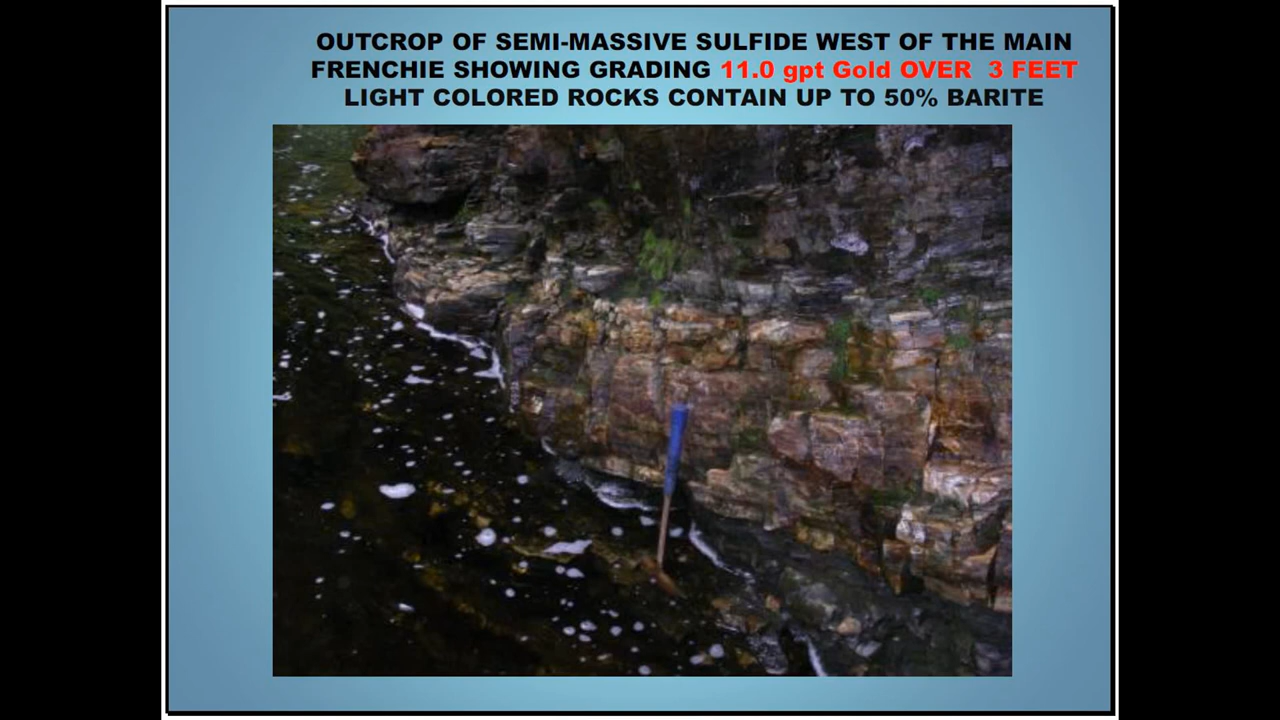 OUTCROP OF SEMI-MASSIVE SULFIDE WEST OF THE MAIN
FRENCHIE SHOWING GRADING 11.0 gpt Gold OVER 3 FEET
LIGHT COLORED ROCKS CONTAIN UP TO 50% BARITE